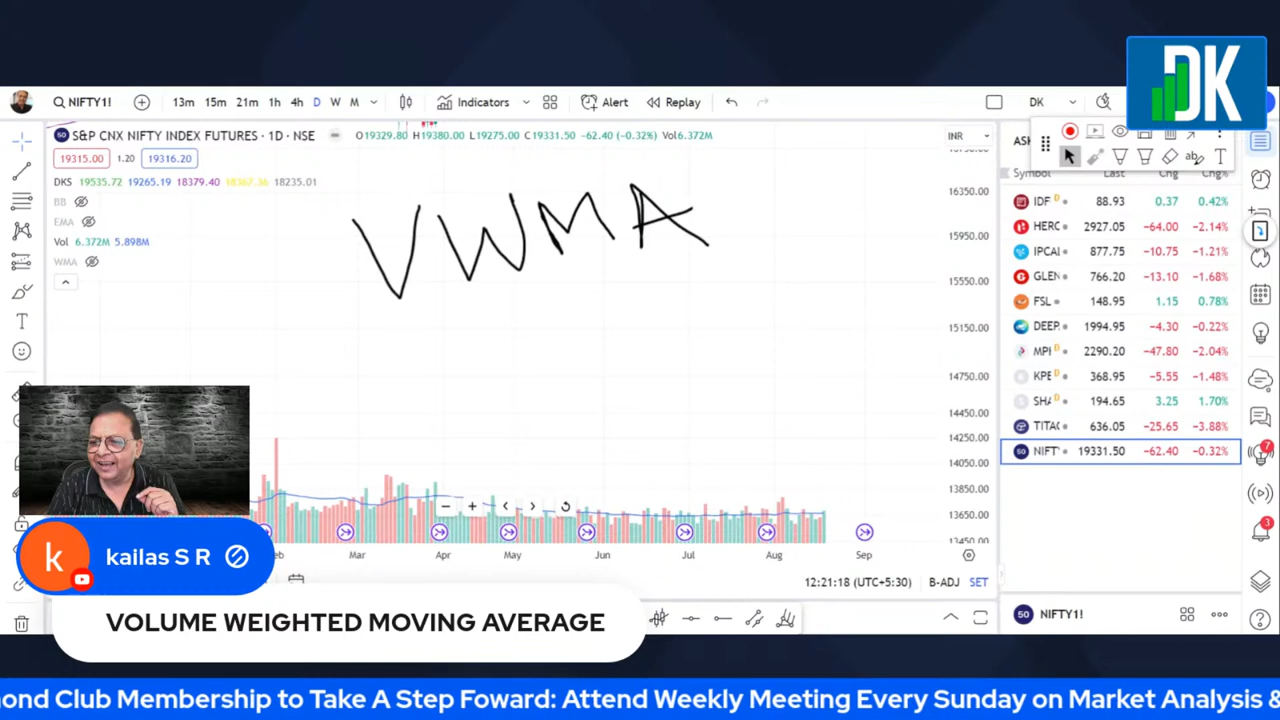 DK
NIFTY1!
13m 15m 21m 1h 4h D W M
Indicators
Alert
Replay
DK
S&P CNX NIFTY INDEX FUTURES · 1D · NSE
O19329.80 H19380.00 L19275.00 C19331.50 −62.40 (−0.32%) Vol6.372M
INR
19315.00 1.20 19316.20
DKS 19535.72 19265.19 18379.40 18367.36 18235.01
BB
EMA
Vol 6.372M 5.898M
WMA
VWMA
16350.00
15950.00
15550.00
15150.00
14750.00
14450.00
14250.00
14050.00
13850.00
13650.00
13450.00
Mar Apr May Jun Jul Aug Sep
12:21:18 (UTC+5:30) B-ADJ SET
Symbol Last Chg Chg%
IDF D 88.93 0.37 0.42%
HERC 2927.05 −64.00 −2.14%
IPCAI 877.75 −10.75 −1.21%
GLEN 766.20 −13.10 −1.68%
FSL 148.95 1.15 0.78%
DEEP. 1994.95 −4.30 −0.22%
MPI D 2290.20 −47.80 −2.04%
KPE D 368.95 −5.55 −1.48%
SHA D 194.65 3.25 1.70%
TITAC 636.05 −25.65 −3.88%
NIFT' 19331.50 −62.40 −0.32%
7
3
NIFTY1!
k kailas S R
VOLUME WEIGHTED MOVING AVERAGE
ond Club Membership to Take A Step Foward: Attend Weekly Meeting Every Sunday on Market Analysis &